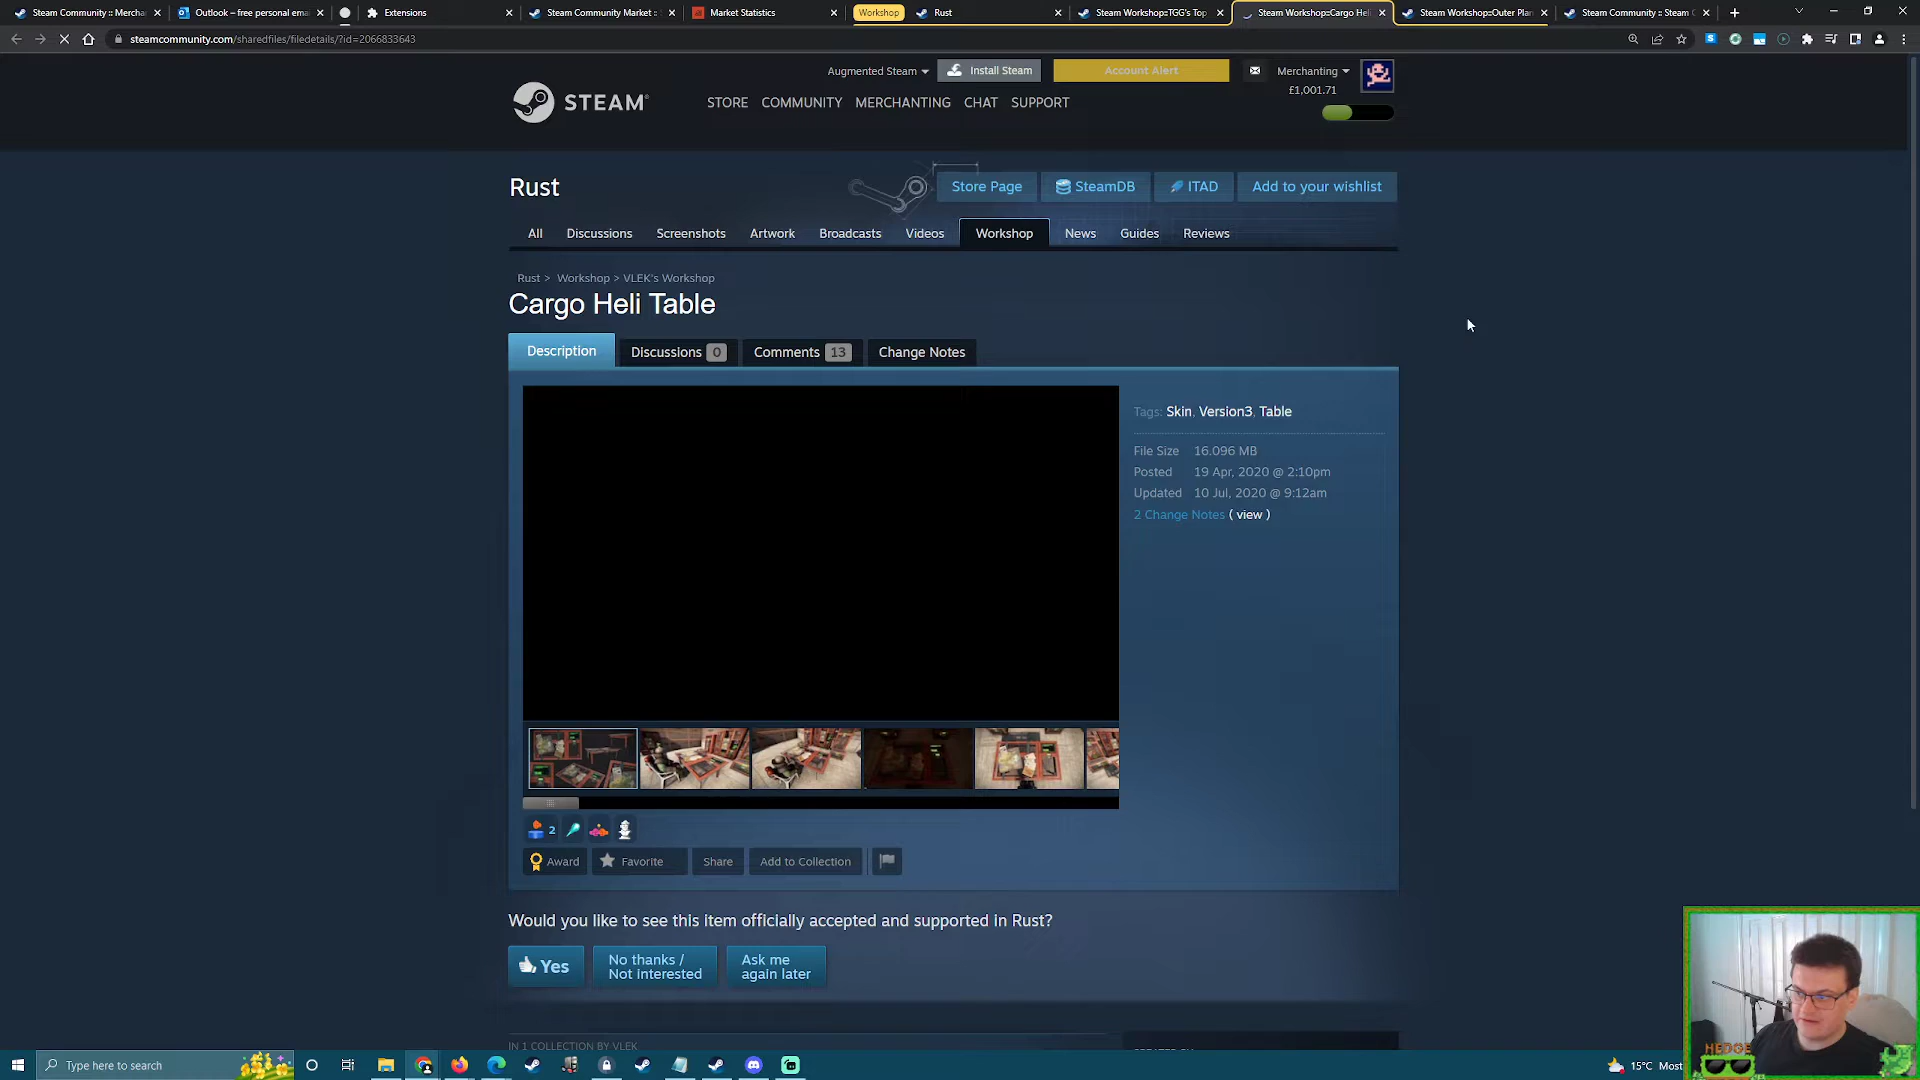 Steam Community :: Mercha
Outlook – free personal ema
Extensions
Steam Community Market ::
Market Statistics
Workshop
Rust
Steam Workshop::TGG's Top
Steam Workshop::Cargo Heli
Steam Workshop::Outer Plan
Steam Community :: Steam C
steamcommunity.com/sharedfiles/filedetails/?id=2066833643
Augmented Steam
Install Steam
Account Alert
Merchanting
£1,001.71
STEAM
STORE
COMMUNITY
MERCHANTING
CHAT
SUPPORT
Rust
Store Page
SteamDB
ITAD
Add to your wishlist
All
Discussions
Screenshots
Artwork
Broadcasts
Videos
Workshop
News
Guides
Reviews
Rust > Workshop > VLEK's Workshop
Cargo Heli Table
Description
Discussions 0
Comments 13
Change Notes
Tags: Skin, Version3, Table
File Size 16.096 MB
Posted 19 Apr, 2020 @ 2:10pm
Updated 10 Jul, 2020 @ 9:12am
2 Change Notes ( view )
2
Award
Favorite
Share
Add to Collection
Would you like to see this item officially accepted and supported in Rust?
Yes
No thanks /
Not interested
Ask me
again later
IN 1 COLLECTION BY VLEK
Type here to search
15°C Most
HEDGE